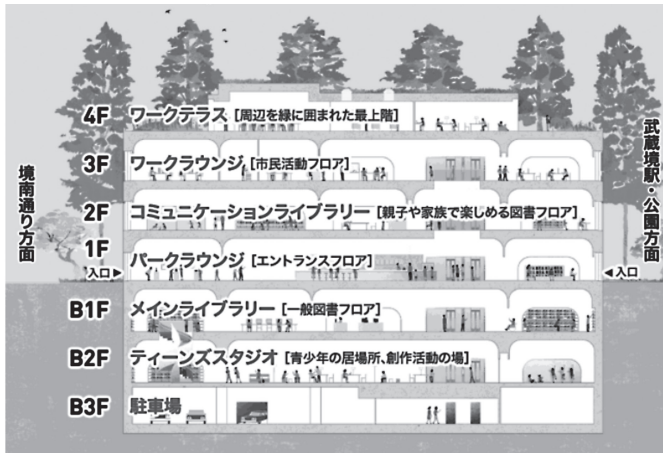 4F ワークテラス [周辺を緑に囲まれた最上階]
3F ワークラウンジ [市民活動フロア]
2F コミュニケーションライブラリー [親子や家族で楽しめる図書フロア]
1F パークラウンジ [エントランスフロア]
入口▶
◀入口
B1F メインライブラリー [一般図書フロア]
B2F ティーンズスタジオ [青少年の居場所、創作活動の場]
B3F 駐車場
境南通り方面
武蔵境駅・公園方面